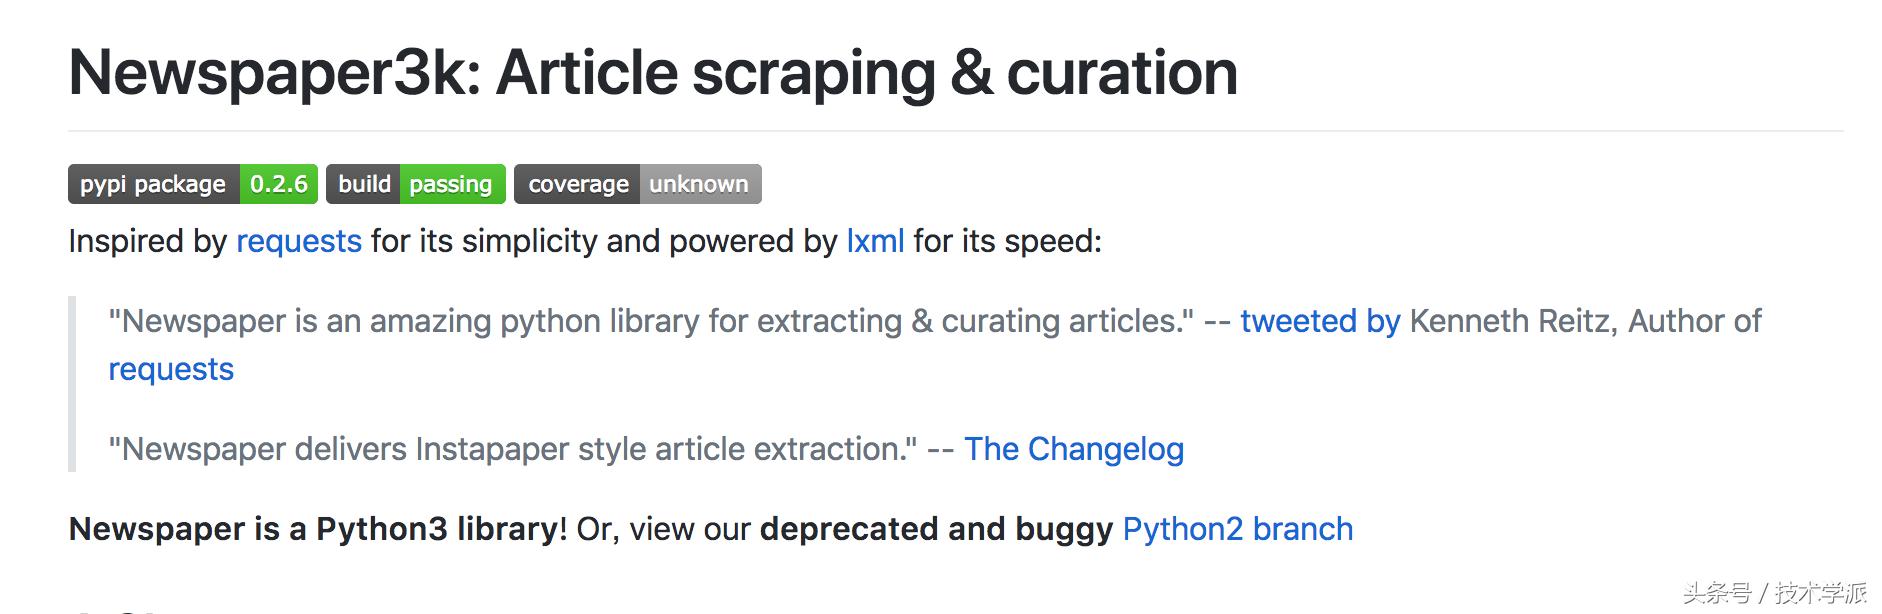 Newspaper3k: Article scraping & curation
pypi package 0.2.6 build passing coverage unknown
Inspired by requests for its simplicity and powered by lxml for its speed:
"Newspaper is an amazing python library for extracting & curating articles." -- tweeted by Kenneth Reitz, Author of
requests
"Newspaper delivers Instapaper style article extraction." -- The Changelog
Newspaper is a Python3 library! Or, view our deprecated and buggy Python2 branch
头条号 / 技术学派